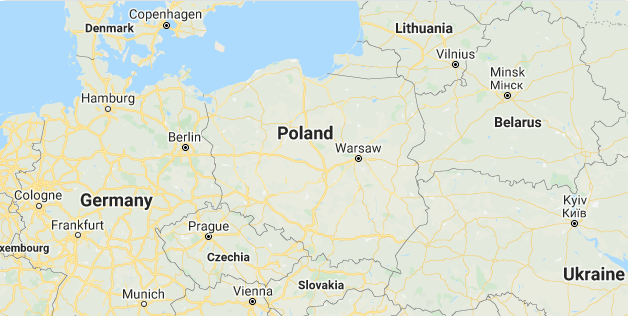 Copenhagen
Denmark
Lithuania
Vilnius
Minsk
Мінск
Hamburg
Belarus
Berlin
Poland
Warsaw
Cologne
Germany
Kyiv
Київ
Frankfurt
Prague
xembourg
Czechia
Ukraine
Slovakia
Munich
Vienna